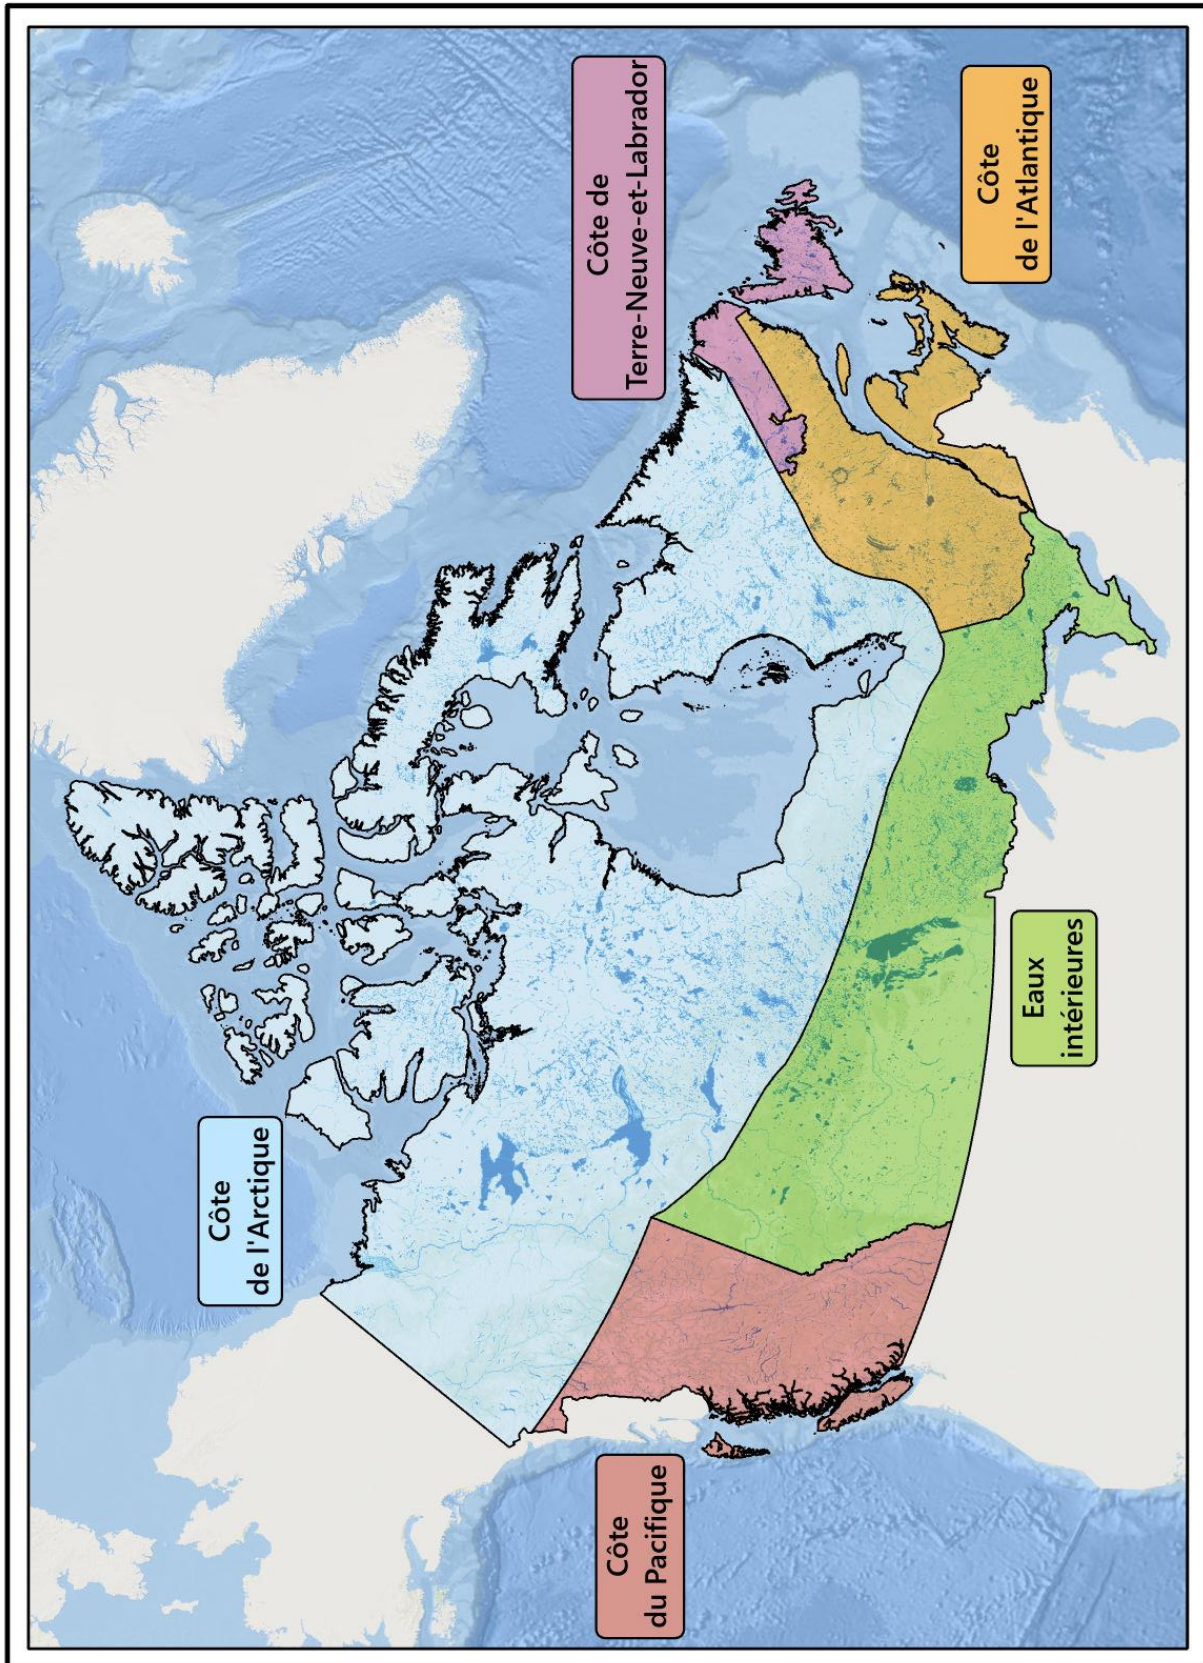 Côte
de l'Arctique
Côte de
Terre-Neuve-et-Labrador
Côte
du Pacifique
Eaux
intérieures
Côte
de l'Atlantique